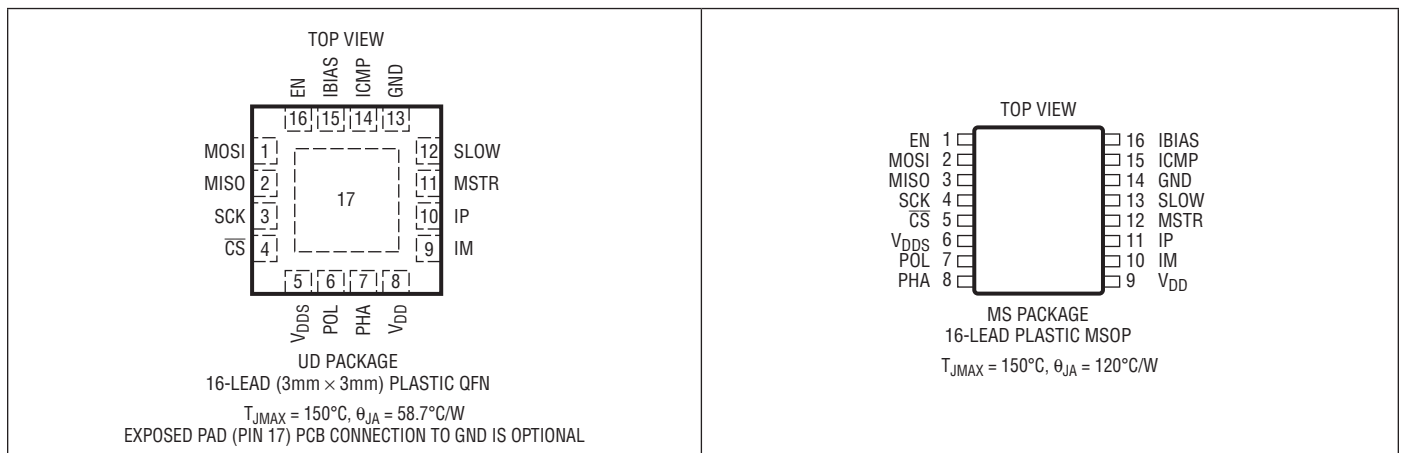 TOP VIEW
EN IBIAS ICMP GND
16 15 14 13
MOSI 1 12 SLOW
MISO 2 11 MSTR
17
SCK 3 10 IP
C̅S̅ 4 9 IM
5 6 7 8
VDDS POL PHA VDD
UD PACKAGE
16-LEAD (3mm × 3mm) PLASTIC QFN
TJMAX = 150°C, θJA = 58.7°C/W
EXPOSED PAD (PIN 17) PCB CONNECTION TO GND IS OPTIONAL
TOP VIEW
EN 1 16 IBIAS
MOSI 2 15 ICMP
MISO 3 14 GND
SCK 4 13 SLOW
C̅S̅ 5 12 MSTR
VDDS 6 11 IP
POL 7 10 IM
PHA 8 9 VDD
MS PACKAGE
16-LEAD PLASTIC MSOP
TJMAX = 150°C, θJA = 120°C/W